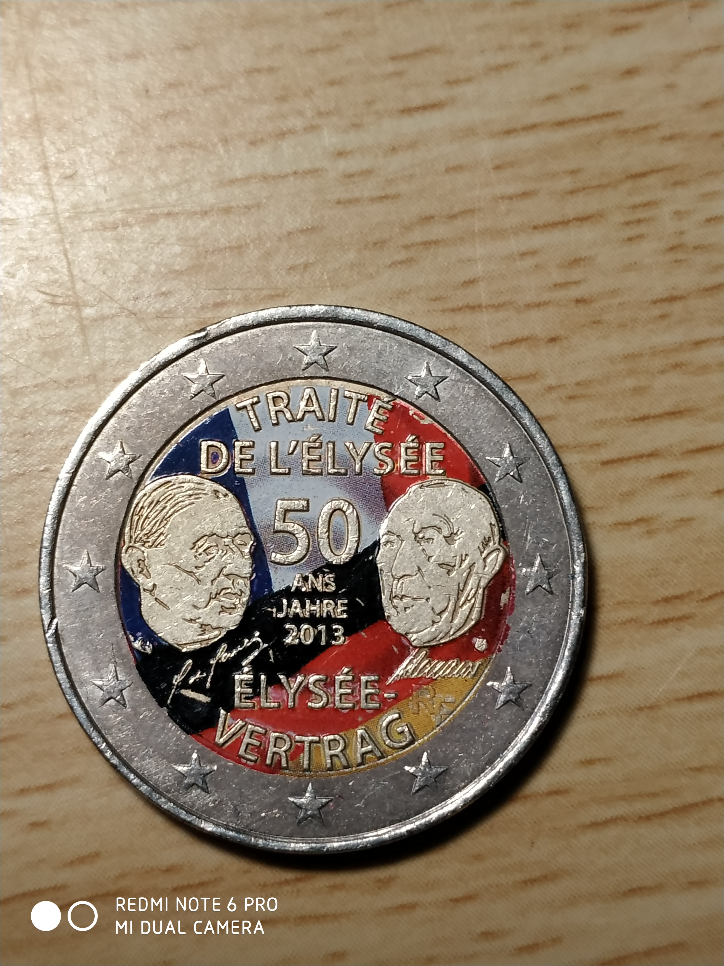 TRAITÉ
DE L'ÉLYSÉE
50
ANS
JAHRE
2013
ÉLYSÉE-
VERTRAG
RF
REDMI NOTE 6 PRO
MI DUAL CAMERA